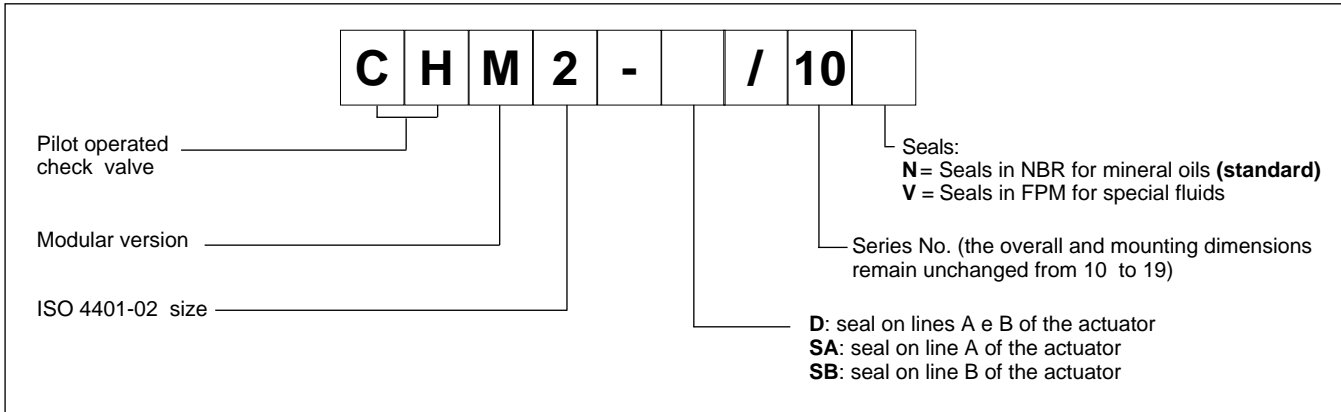 C H M 2 - / 10
Pilot operated
check valve
Modular version
ISO 4401-02 size
Seals:
N= Seals in NBR for mineral oils (standard)
V = Seals in FPM for special fluids
Series No. (the overall and mounting dimensions
remain unchanged from 10 to 19)
D: seal on lines A e B of the actuator
SA: seal on line A of the actuator
SB: seal on line B of the actuator